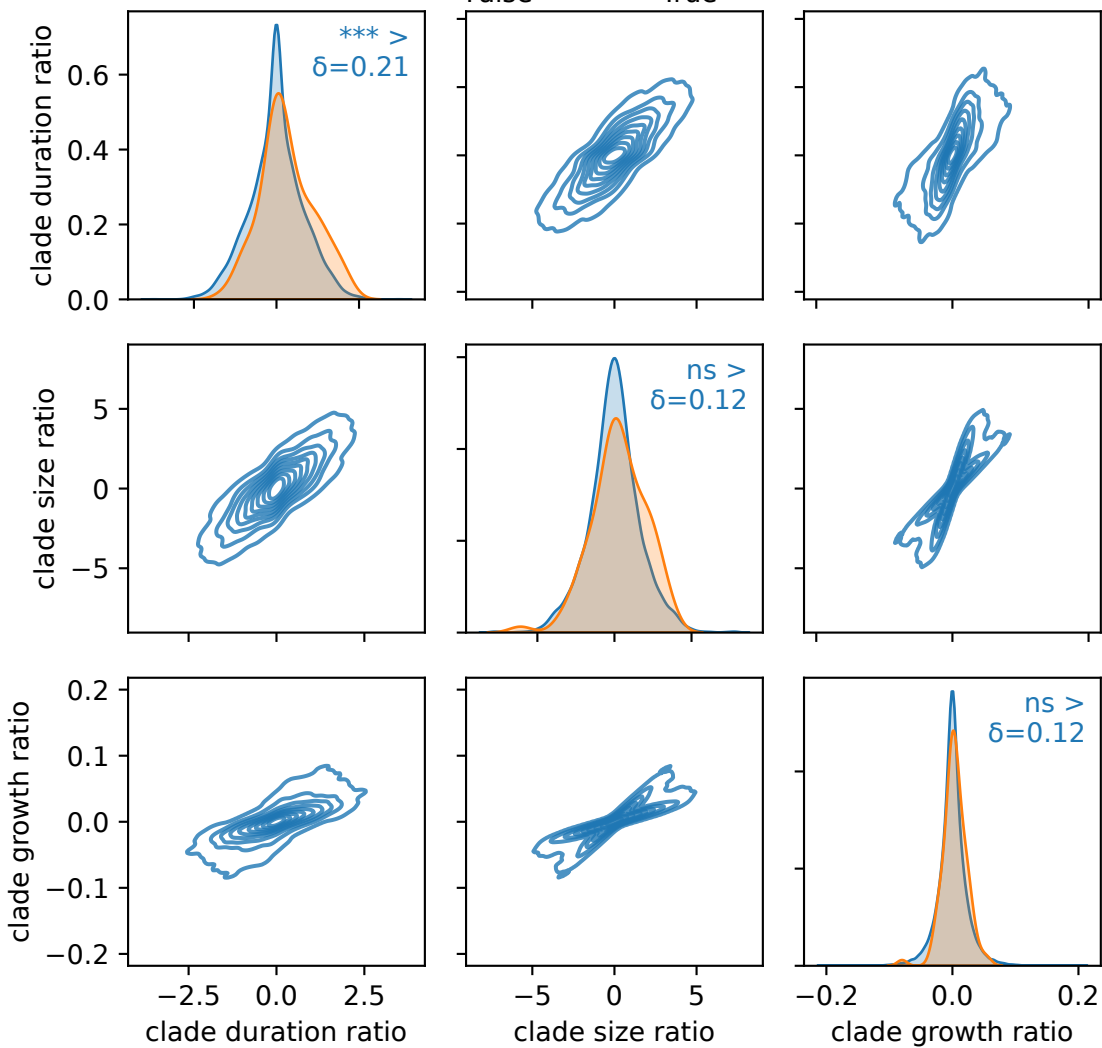 clade duration ratio
0.6
0.4
0.2
0.0
*** >
δ=0.21
clade size ratio
5
0
−5
ns >
δ=0.12
clade growth ratio
0.2
0.1
0.0
−0.1
−0.2
ns >
δ=0.12
−2.5 0.0 2.5
clade duration ratio
−5 0 5
clade size ratio
−0.2 0.0 0.2
clade growth ratio